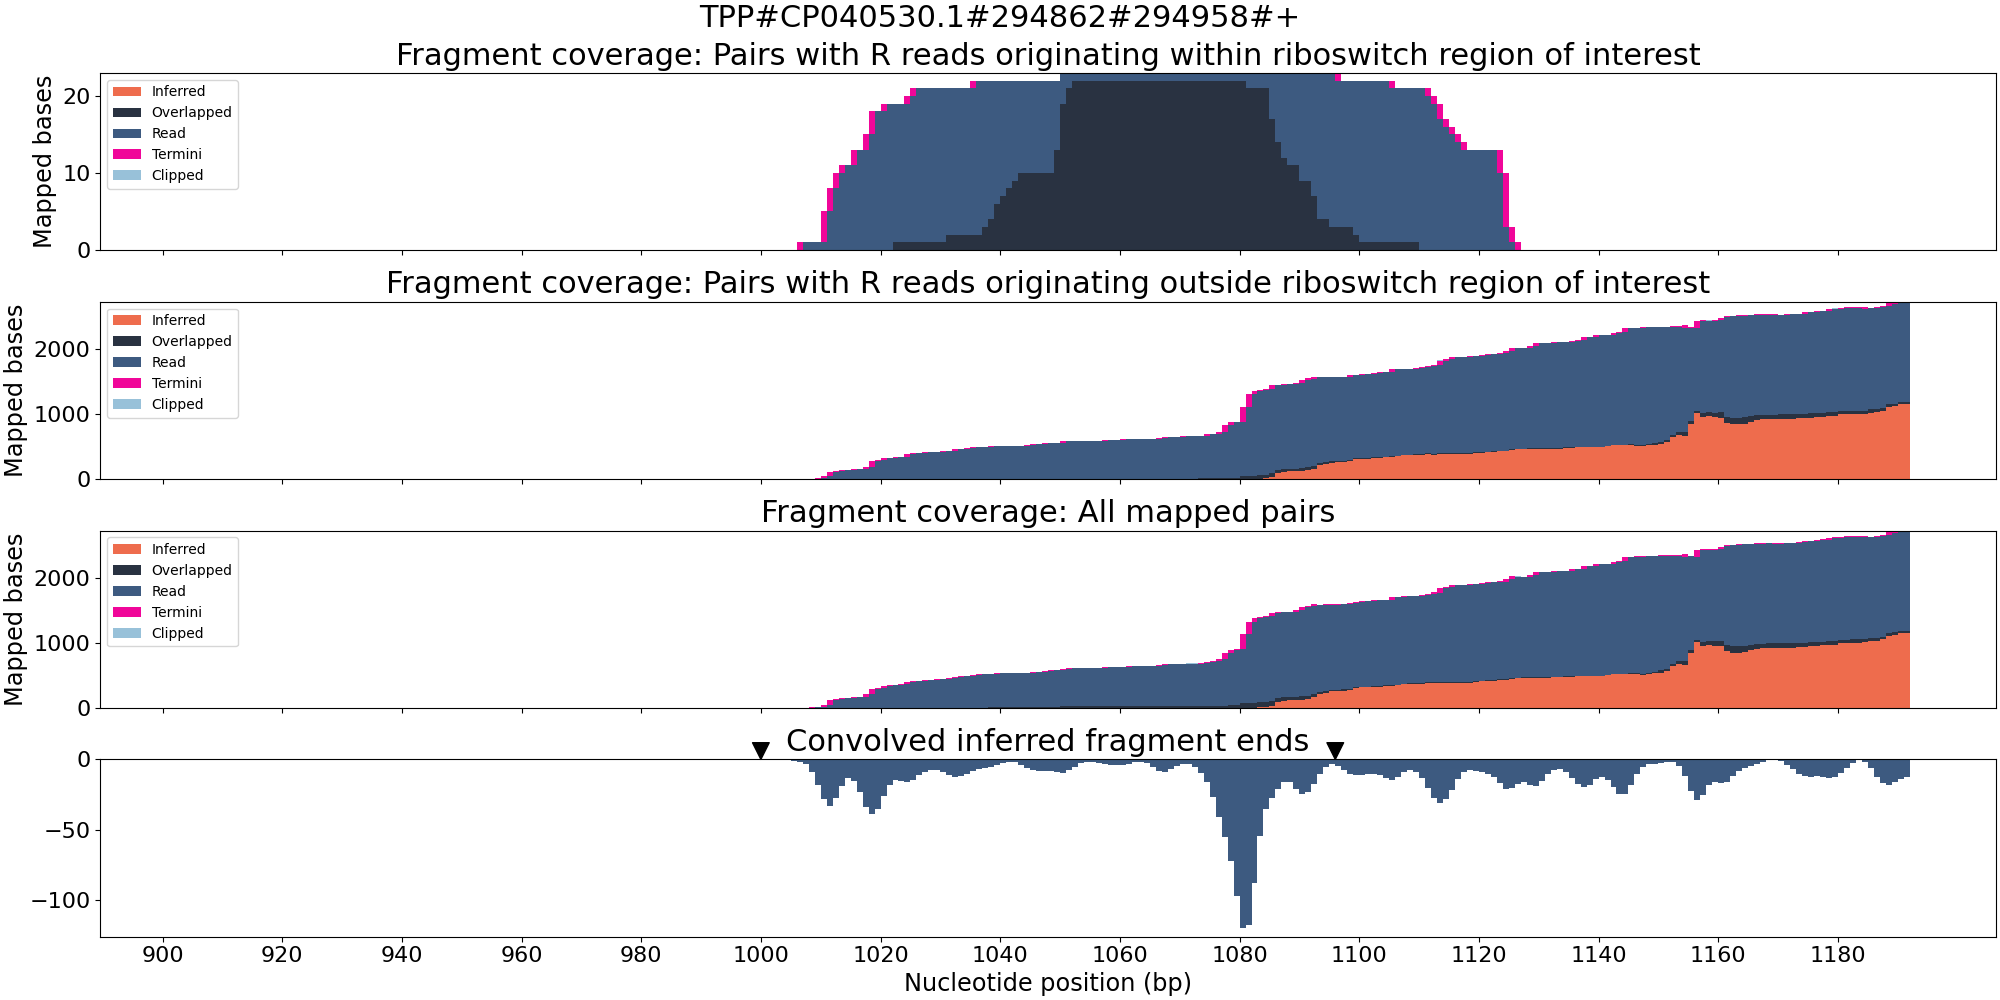 TPP#CP040530.1#294862#294958#+
Fragment coverage: Pairs with R reads originating within riboswitch region of interest
Mapped bases
20
10
0
Inferred
Overlapped
Read
Termini
Clipped
Fragment coverage: Pairs with R reads originating outside riboswitch region of interest
Mapped bases
2000
1000
0
Inferred
Overlapped
Read
Termini
Clipped
Fragment coverage: All mapped pairs
Mapped bases
2000
1000
0
Inferred
Overlapped
Read
Termini
Clipped
Convolved inferred fragment ends
0
−50
−100
900 920 940 960 980 1000 1020 1040 1060 1080 1100 1120 1140 1160 1180
Nucleotide position (bp)